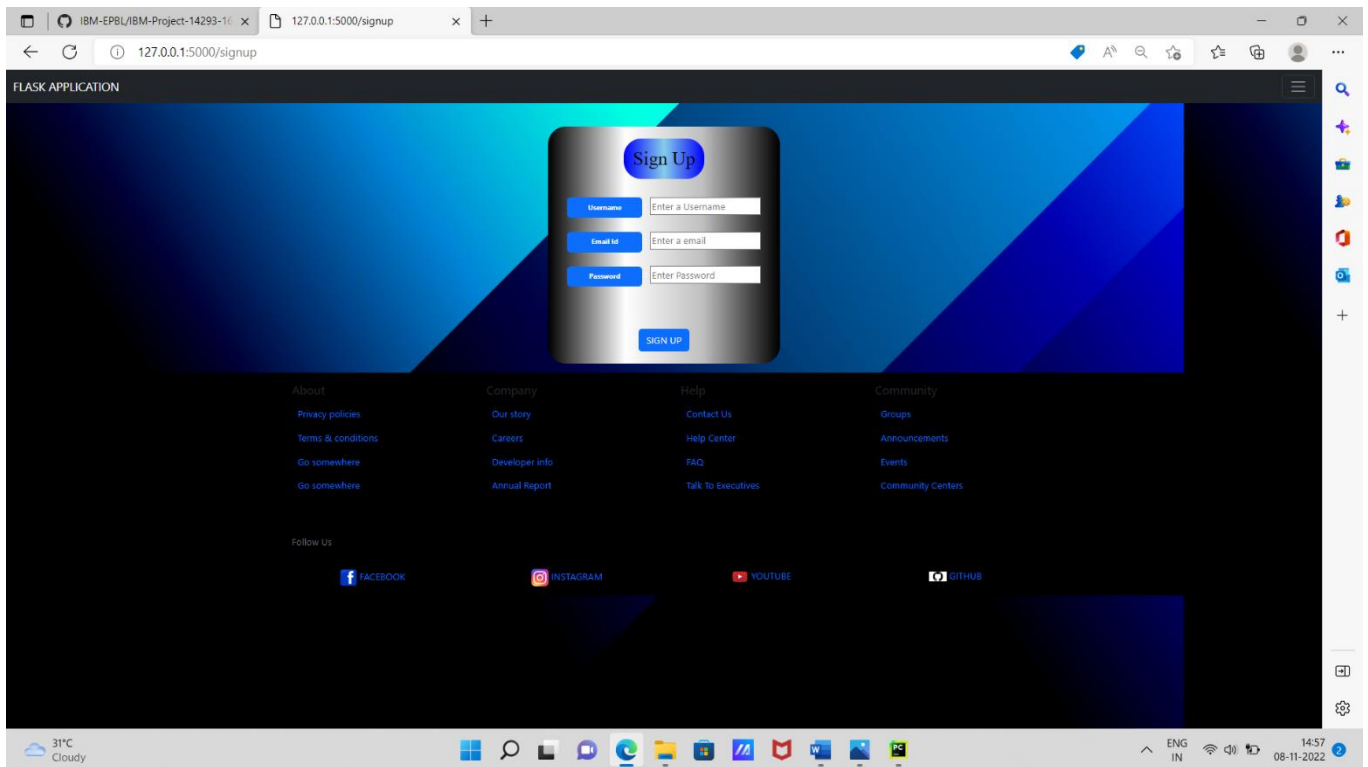 IBM-EPBL/IBM-Project-14293-16
127.0.0.1:5000/signup
127.0.0.1:5000/signup
FLASK APPLICATION
Sign Up
Username Enter a Username
Email Id Enter a email
Password Enter Password
SIGN UP
About Company Help Community
Privacy policies Our story Contact Us Groups
Terms & conditions Careers Help Center Announcements
Go somewhere Developer info FAQ Events
Go somewhere Annual Report Talk To Executives Community Centers
Follow Us
FACEBOOK INSTAGRAM YOUTUBE GITHUB
31°C
Cloudy
ENG
IN
14:57
08-11-2022
2